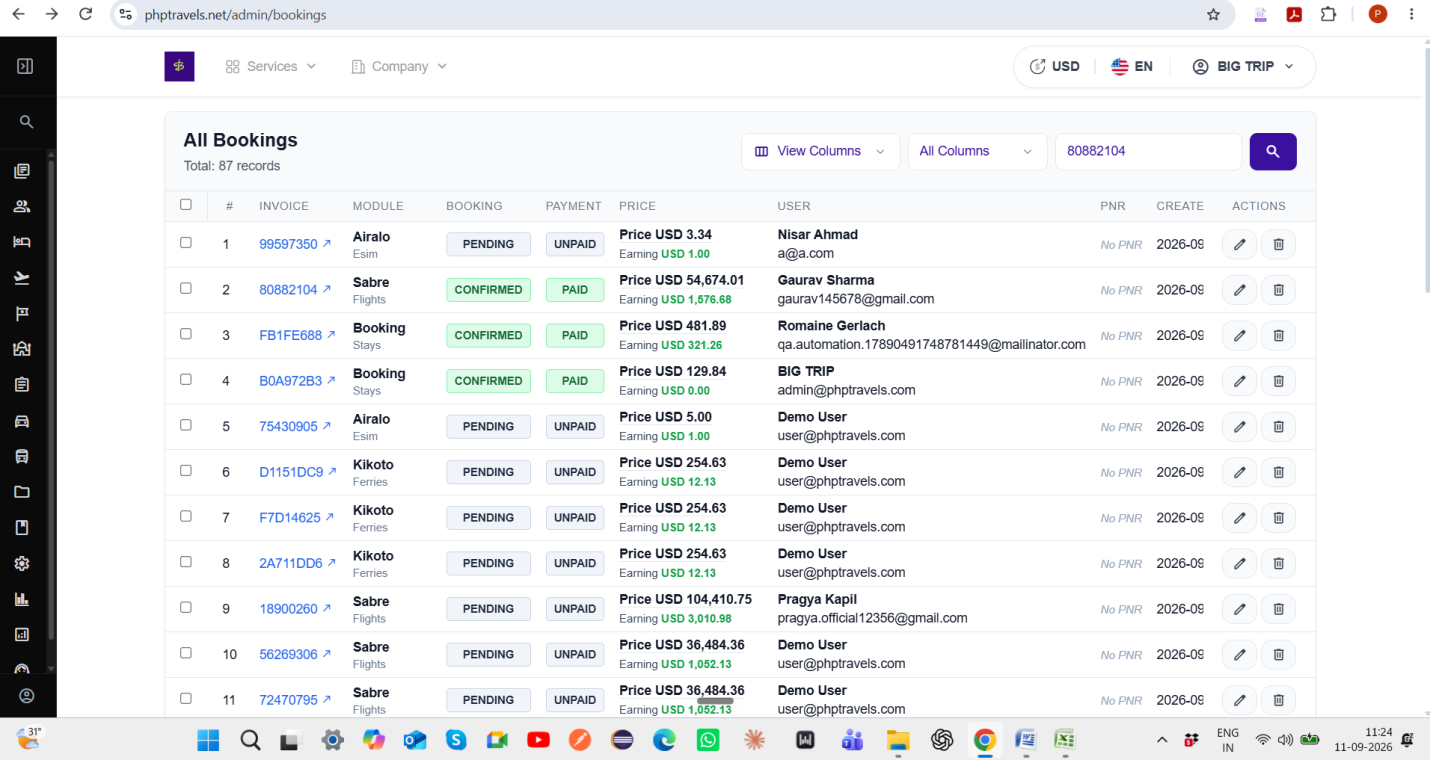 phptravels.net/admin/bookings
P
Services
Company
USD
EN
BIG TRIP
All Bookings
Total: 87 records
View Columns
All Columns
80882104
# INVOICE MODULE BOOKING PAYMENT PRICE USER PNR CREATE ACTIONS
1 99597350 Airalo Esim PENDING UNPAID Price USD 3.34 Earning USD 1.00 Nisar Ahmad a@a.com No PNR 2026-09
2 80882104 Sabre Flights CONFIRMED PAID Price USD 54,674.01 Earning USD 1,576.68 Gaurav Sharma gaurav145678@gmail.com No PNR 2026-09
3 FB1FE688 Booking Stays CONFIRMED PAID Price USD 481.89 Earning USD 321.26 Romaine Gerlach qa.automation.17890491748781449@mailinator.com No PNR 2026-09
4 B0A972B3 Booking Stays CONFIRMED PAID Price USD 129.84 Earning USD 0.00 BIG TRIP admin@phptravels.com No PNR 2026-09
5 75430905 Airalo Esim PENDING UNPAID Price USD 5.00 Earning USD 1.00 Demo User user@phptravels.com No PNR 2026-09
6 D1151DC9 Kikoto Ferries PENDING UNPAID Price USD 254.63 Earning USD 12.13 Demo User user@phptravels.com No PNR 2026-09
7 F7D14625 Kikoto Ferries PENDING UNPAID Price USD 254.63 Earning USD 12.13 Demo User user@phptravels.com No PNR 2026-09
8 2A711DD6 Kikoto Ferries PENDING UNPAID Price USD 254.63 Earning USD 12.13 Demo User user@phptravels.com No PNR 2026-09
9 18900260 Sabre Flights PENDING UNPAID Price USD 104,410.75 Earning USD 3,010.98 Pragya Kapil pragya.official12356@gmail.com No PNR 2026-09
10 56269306 Sabre Flights PENDING UNPAID Price USD 36,484.36 Earning USD 1,052.13 Demo User user@phptravels.com No PNR 2026-09
11 72470795 Sabre Flights PENDING UNPAID Price USD 36,484.36 Earning USD 1,052.13 Demo User user@phptravels.com No PNR 2026-09
31°
ENG
IN
11:24
11-09-2026